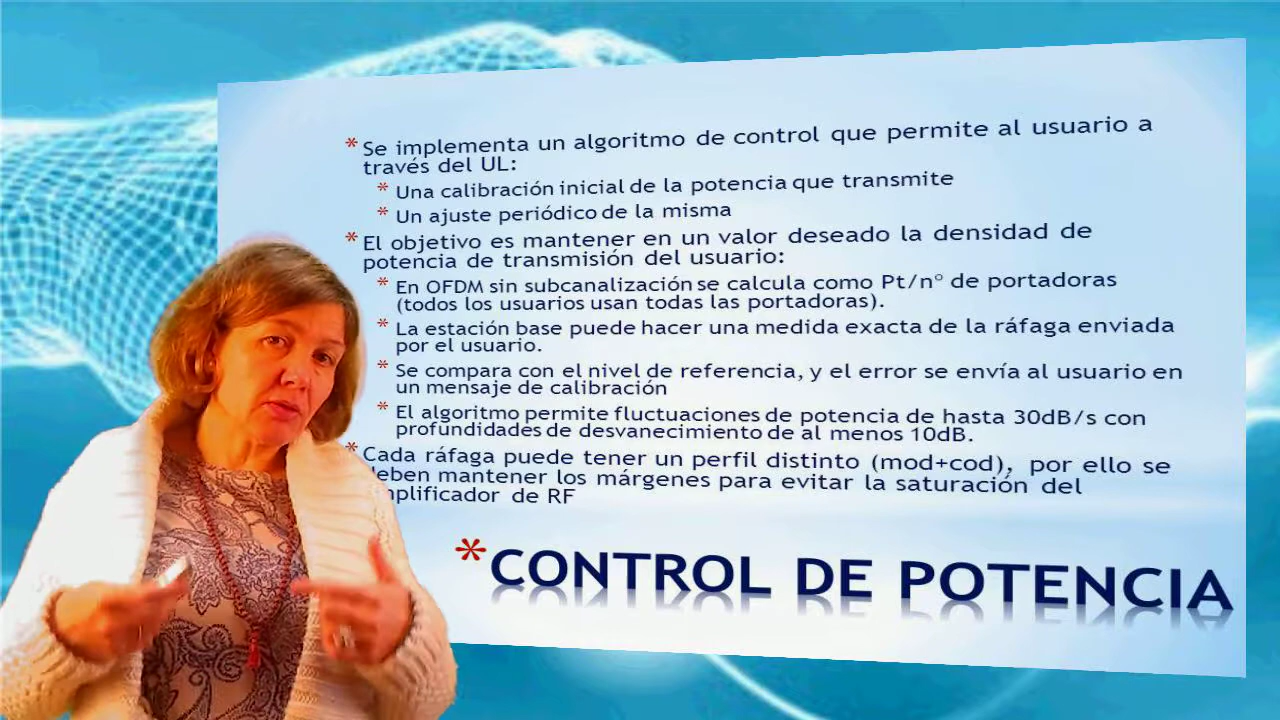 * Se implementa un algoritmo de control que permite al usuario a
través del UL:
* Una calibración inicial de la potencia que transmite
* Un ajuste periódico de la misma
* El objetivo es mantener en un valor deseado la densidad de
potencia de transmisión del usuario:
* En OFDM sin subcanalización se calcula como Pt/nº de portadoras
(todos los usuarios usan todas las portadoras).
* La estación base puede hacer una medida exacta de la ráfaga enviada
por el usuario.
* Se compara con el nivel de referencia, y el error se envía al usuario en
un mensaje de calibración
* El algoritmo permite fluctuaciones de potencia de hasta 30dB/s con
profundidades de desvanecimiento de al menos 10dB.
* Cada ráfaga puede tener un perfil distinto (mod+cod), por ello se
deben mantener los márgenes para evitar la saturación del
mplificador de RF
* CONTROL DE POTENCIA